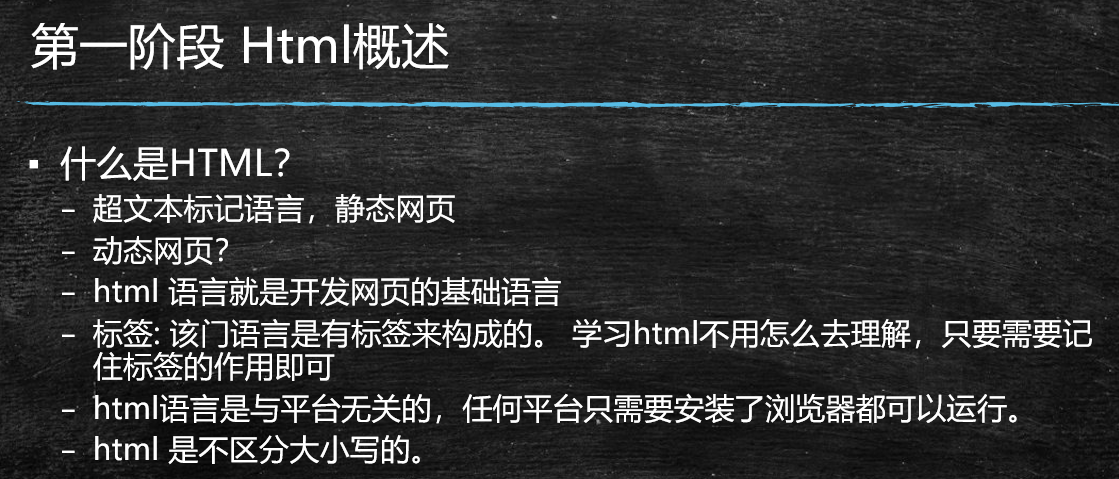 第一阶段 Html概述
▪ 什么是HTML？
– 超文本标记语言，静态网页
– 动态网页？
– html 语言就是开发网页的基础语言
– 标签: 该门语言是有标签来构成的。 学习html不用怎么去理解，只要需要记
住标签的作用即可
– html语言是与平台无关的，任何平台只需要安装了浏览器都可以运行。
– html 是不区分大小写的。